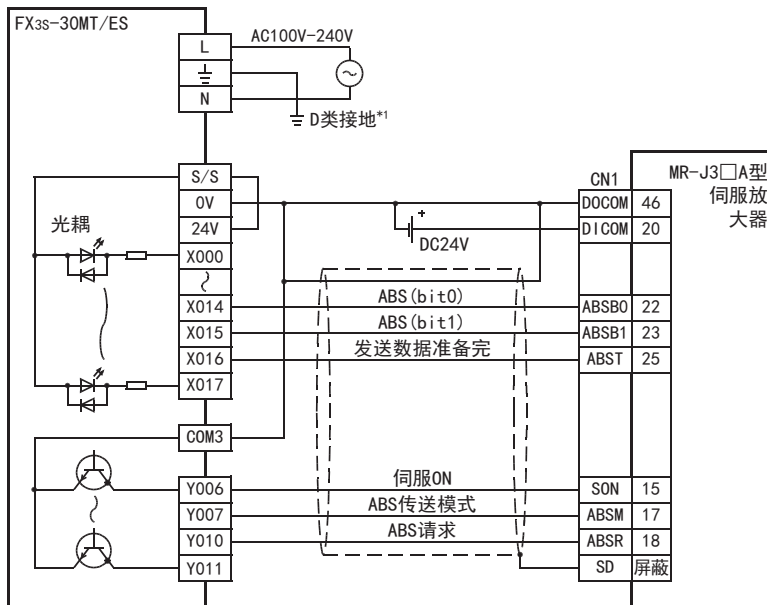 FX3S-30MT/ES
L
AC100V-240V
N
D类接地*1
S/S
0V
24V
光耦
X000
X014
X015
X016
X017
COM3
Y006
Y007
Y010
Y011
+
DC24V
ABS(bit0)
ABS(bit1)
发送数据准备完
伺服ON
ABS传送模式
ABS请求
CN1
MR-J3□A型
伺服放
大器
DOCOM 46
DICOM 20
ABSB0 22
ABSB1 23
ABST 25
SON 15
ABSM 17
ABSR 18
SD 屏蔽